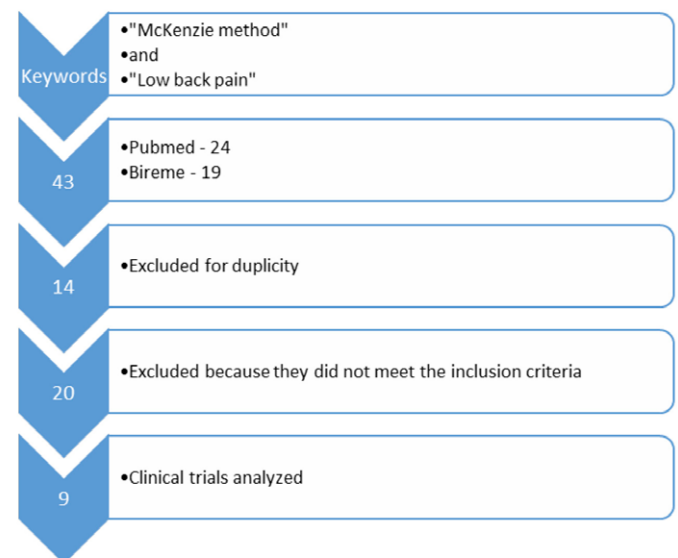 Keywords
•"McKenzie method"
•and
•"Low back pain"
43
•Pubmed - 24
•Bireme - 19
14
•Excluded for duplicity
20
•Excluded because they did not meet the inclusion criteria
9
•Clinical trials analyzed